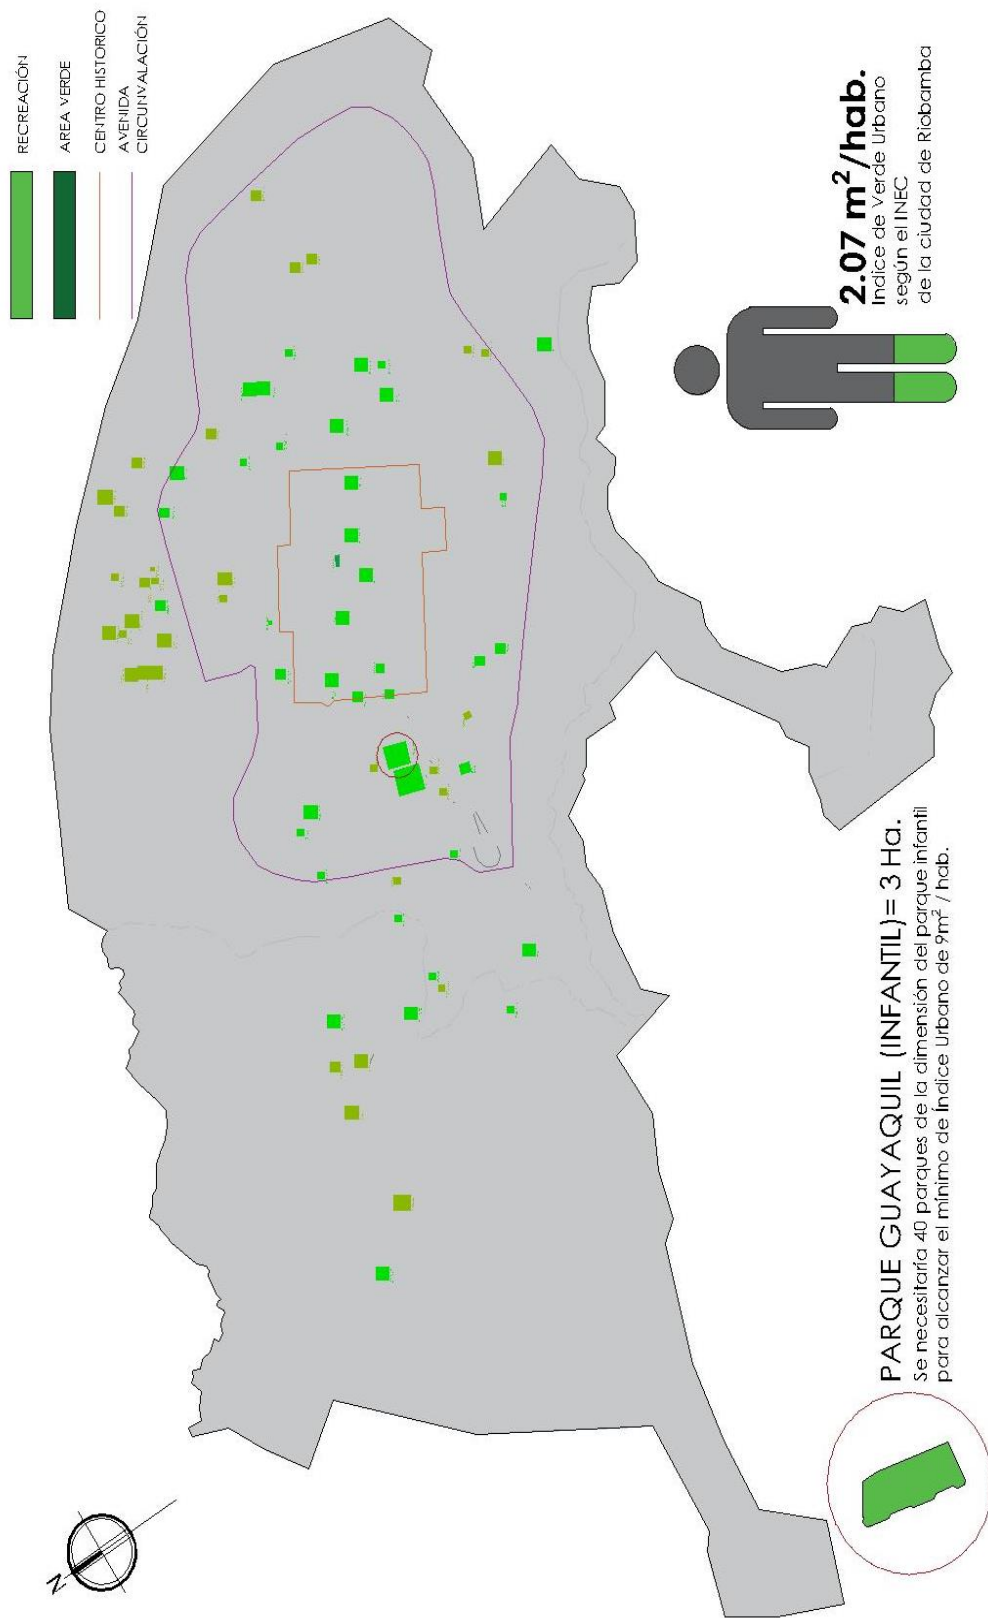 RECREACIÓN
AREA VERDE
CENTRO HISTORICO
AVENIDA
CIRCUNVALACIÓN
2.07 m²/hab.
Indice de Verde Urbano
según el INEC
de la ciudad de Riobamba
PARQUE GUAYAQUIL (INFANTIL)= 3 Ha.
Se necesitaría 40 parques de la dimensión del parque infantil
para alcanzar el mínimo de Índice Urbano de 9m² / hab.
N